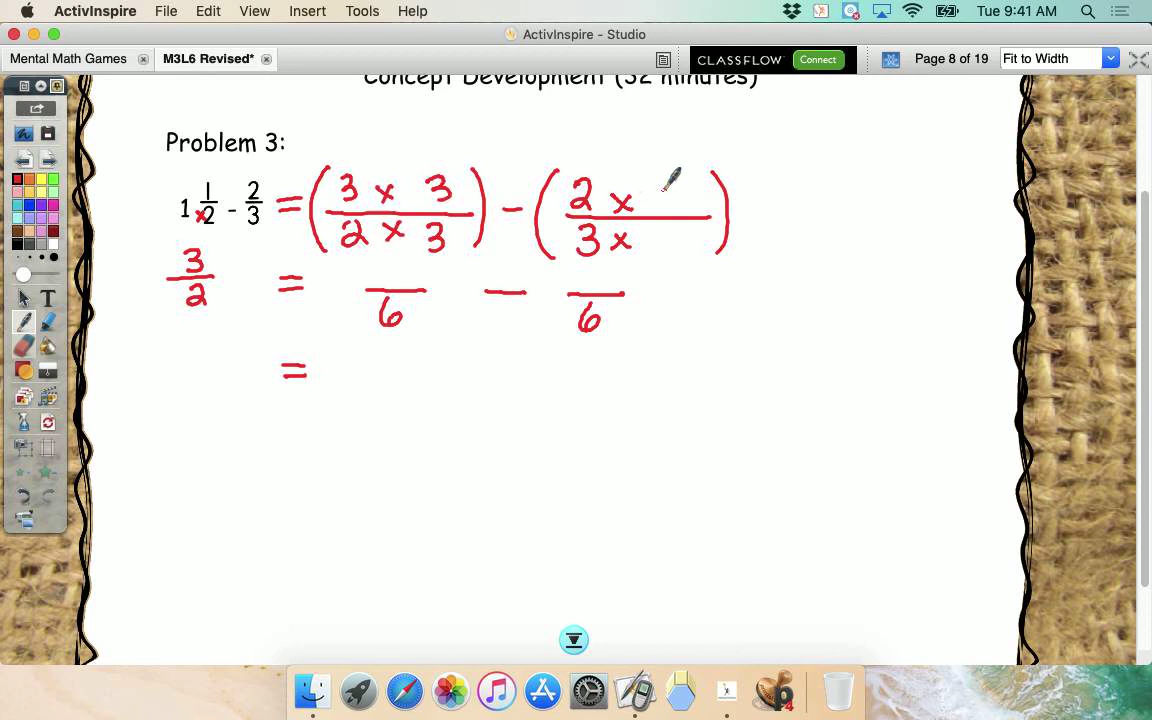 ActivInspire File Edit View Insert Tools Help Tue 9:41 AM
ActivInspire - Studio
Mental Math Games M3L6 Revised* CLASSFLOW Connect Page 8 of 19 Fit to Width
Concept Development (32 minutes)
Problem 3:
1 1/2 - 2/3 = (3 x 3 / 2 x 3) - (2 x / 3 x )
x
3/2 = /6 - /6
=
T